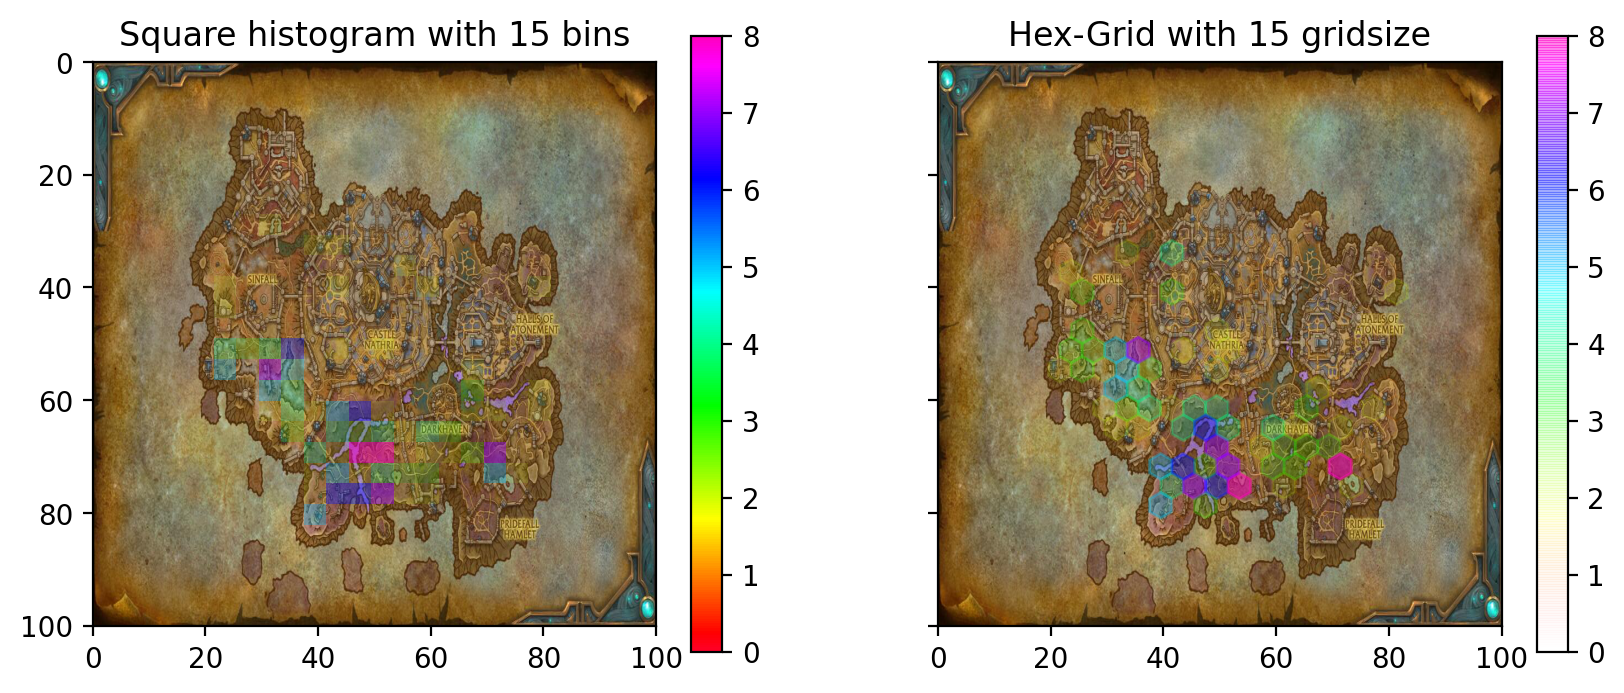 Square histogram with 15 bins
Hex-Grid with 15 gridsize
0
20
40
60
80
100
0
20
40
60
80
100
SINFALL
CASTLE
NATHRIA
HALLS OF
ATONEMENT
DARKHAVEN
PRIDEFALL
HAMLET
8
7
6
5
4
3
2
1
0
SINFALL
CASTLE
NATHRIA
HALLS OF
ATONEMENT
DARKHAVEN
PRIDEFALL
HAMLET
0
20
40
60
80
100
8
7
6
5
4
3
2
1
0